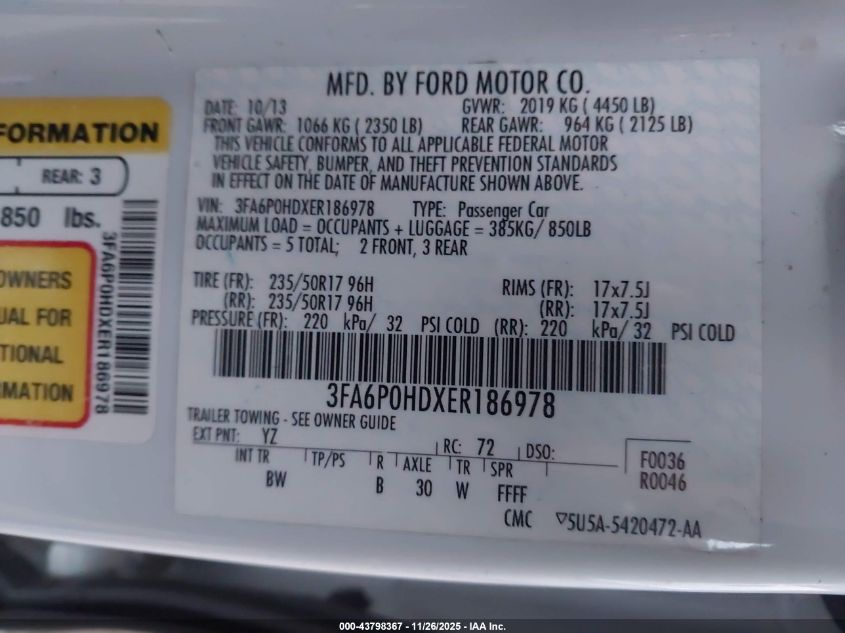 MFD. BY FORD MOTOR CO.
DATE: 10/13 GVWR: 2019 KG ( 4450 LB)
FRONT GAWR: 1066 KG ( 2350 LB) REAR GAWR: 964 KG ( 2125 LB)
THIS VEHICLE CONFORMS TO ALL APPLICABLE FEDERAL MOTOR
VEHICLE SAFETY, BUMPER, AND THEFT PREVENTION STANDARDS
IN EFFECT ON THE DATE OF MANUFACTURE SHOWN ABOVE.
VIN: 3FA6P0HDXER186978 TYPE: Passenger Car
MAXIMUM LOAD = OCCUPANTS + LUGGAGE = 385KG/ 850LB
OCCUPANTS = 5 TOTAL; 2 FRONT, 3 REAR
TIRE (FR): 235/50R17 96H RIMS (FR): 17x7.5J
(RR): 235/50R17 96H (RR): 17x7.5J
PRESSURE (FR): 220 kPa/ 32 PSI COLD (RR): 220 kPa/ 32 PSI COLD
3FA6P0HDXER186978
TRAILER TOWING - SEE OWNER GUIDE
EXT PNT: YZ RC: 72 DSO:
INT TR TP/PS R AXLE TR SPR
BW B 30 W FFFF
F0036
R0046
CMC ▽5U5A-5420472-AA
FORMATION
REAR: 3
850 lbs.
3FA6P0HDXER186978
OWNERS
UAL FOR
TIONAL
RMATION
000-43798367 - 11/26/2025 - IAA Inc.